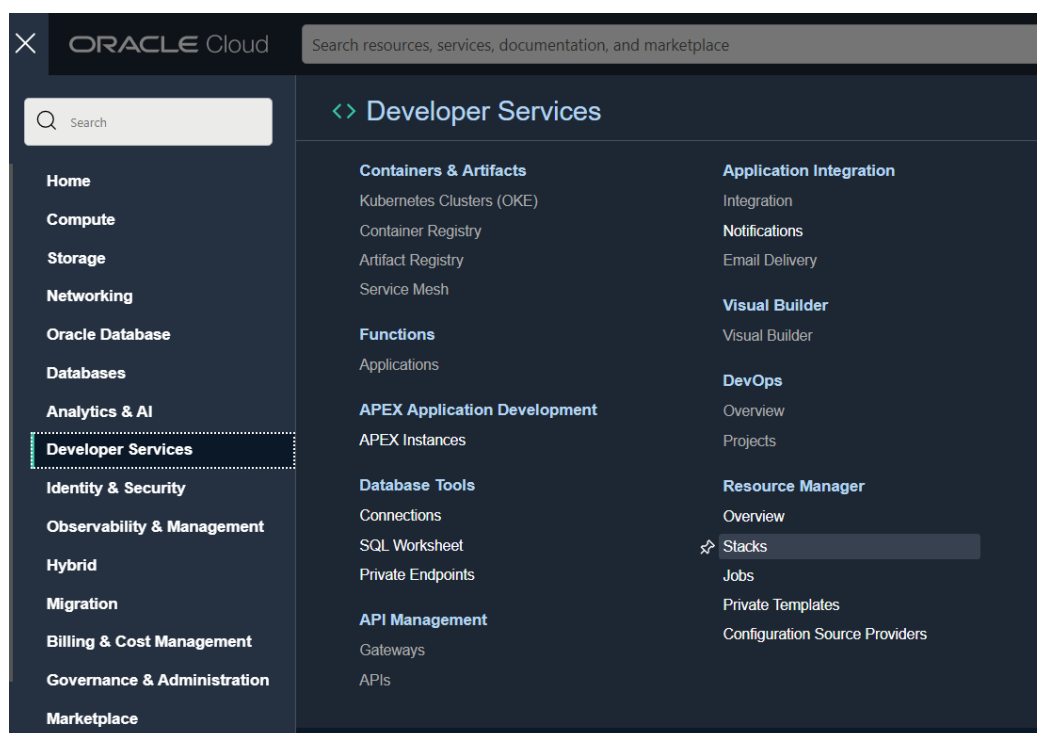 ORACLE Cloud
Search resources, services, documentation, and marketplace
Search
Home
Compute
Storage
Networking
Oracle Database
Databases
Analytics & AI
Developer Services
Identity & Security
Observability & Management
Hybrid
Migration
Billing & Cost Management
Governance & Administration
Marketplace
<> Developer Services
Containers & Artifacts
Kubernetes Clusters (OKE)
Container Registry
Artifact Registry
Service Mesh
Functions
Applications
APEX Application Development
APEX Instances
Database Tools
Connections
SQL Worksheet
Private Endpoints
API Management
Gateways
APIs
Application Integration
Integration
Notifications
Email Delivery
Visual Builder
Visual Builder
DevOps
Overview
Projects
Resource Manager
Overview
Stacks
Jobs
Private Templates
Configuration Source Providers